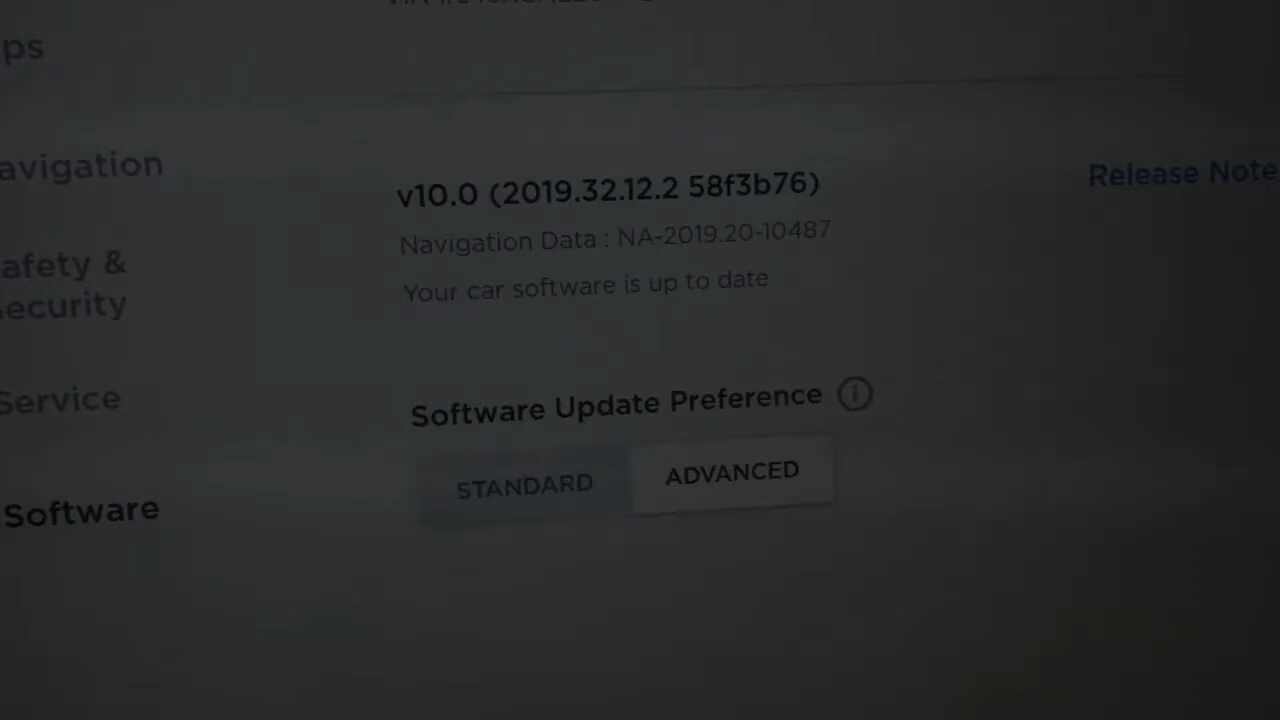 ps
avigation
afety &
ecurity
Service
Software
v10.0 (2019.32.12.2 58f3b76)
Release Note
Navigation Data : NA-2019.20-10487
Your car software is up to date
Software Update Preference
STANDARD
ADVANCED